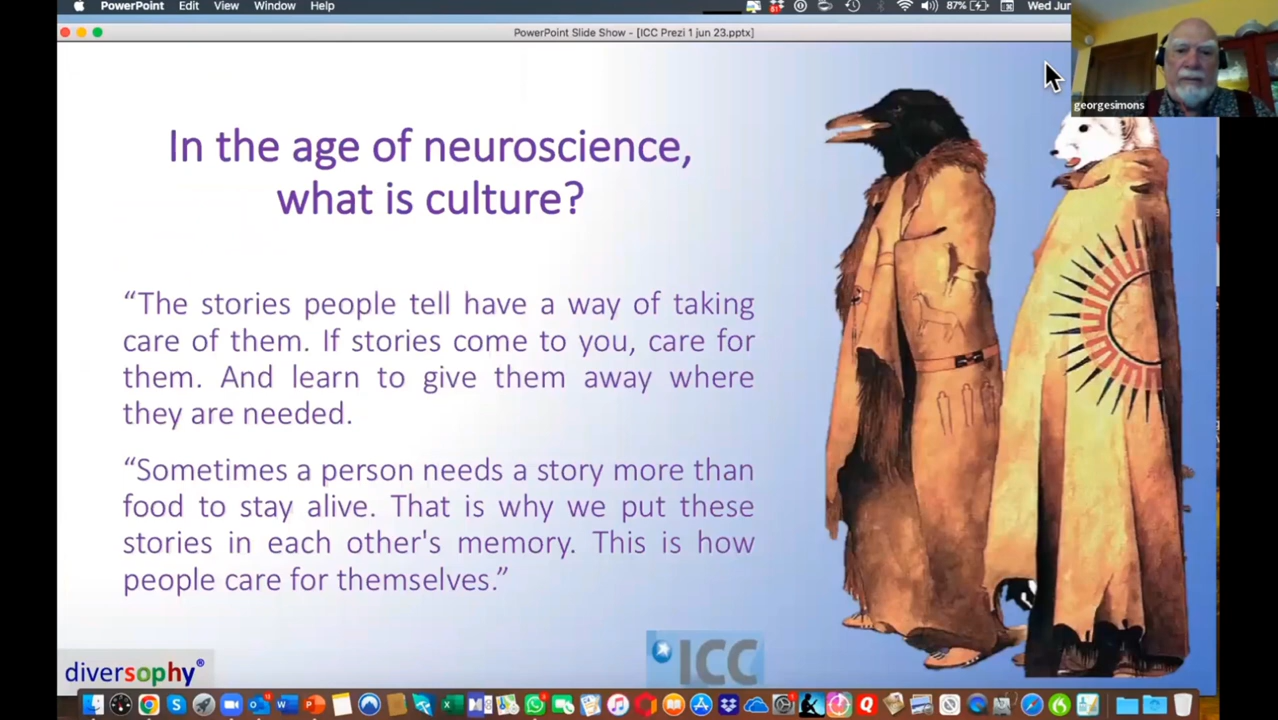 PowerPoint Edit View Window Help 87% Wed Jun
PowerPoint Slide Show - [ICC Prezi 1 jun 23.pptx]
georgesimons
In the age of neuroscience,
what is culture?
“The stories people tell have a way of taking
care of them. If stories come to you, care for
them. And learn to give them away where
they are needed.
“Sometimes a person needs a story more than
food to stay alive. That is why we put these
stories in each other's memory. This is how
people care for themselves.”
diversophy®
ICC